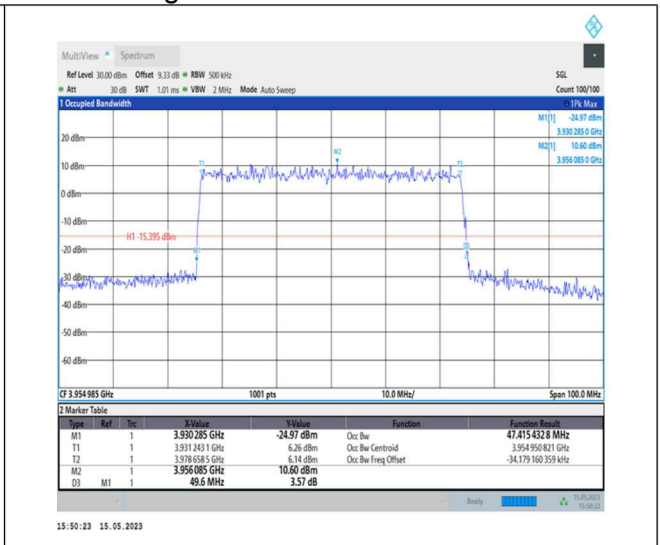 MultiView Spectrum
Ref Level 30.00 dBm Offset 9.33 dB RBW 500 kHz SGL
Att 30 dB SWT 1.01 ms VBW 2 MHz Mode Auto Sweep Count 100/100
1 Occupied Bandwidth 1Pk Max
M1[1] -24.97 dBm
3.930 285 0 GHz
M2[1] 10.60 dBm
3.956 085 0 GHz
20 dBm
M2
T1
10 dBm
0 dBm
-10 dBm
H1 -15.395 dBm
-20 dBm
M1
-30 dBm
-40 dBm
-50 dBm
-60 dBm
CF 3.954 985 GHz 1001 pts 10.0 MHz/ Span 100.0 MHz
2 Marker Table
Type Ref Trc X-Value Y-Value Function Function Result
M1 1 3.930 285 GHz -24.97 dBm Occ Bw 47.415 432 8 MHz
T1 1 3.931 243 1 GHz 6.26 dBm Occ Bw Centroid 3.954 950 821 GHz
T2 1 3.978 658 5 GHz 6.14 dBm Occ Bw Freq Offset -34.179 160 359 kHz
M2 1 3.956 085 GHz 10.60 dBm
D3 M1 1 49.6 MHz 3.57 dB
Ready 15.05.2023
15:50:22
15:50:23 15.05.2023